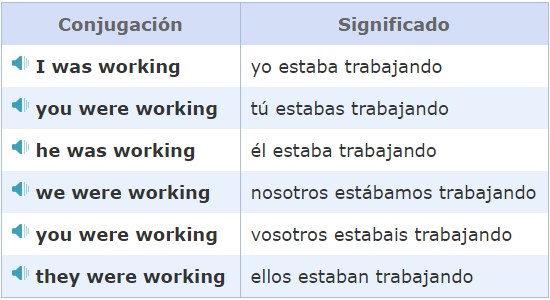 Conjugación Significado
I was working yo estaba trabajando
you were working tú estabas trabajando
he was working él estaba trabajando
we were working nosotros estábamos trabajando
you were working vosotros estabais trabajando
they were working ellos estaban trabajando